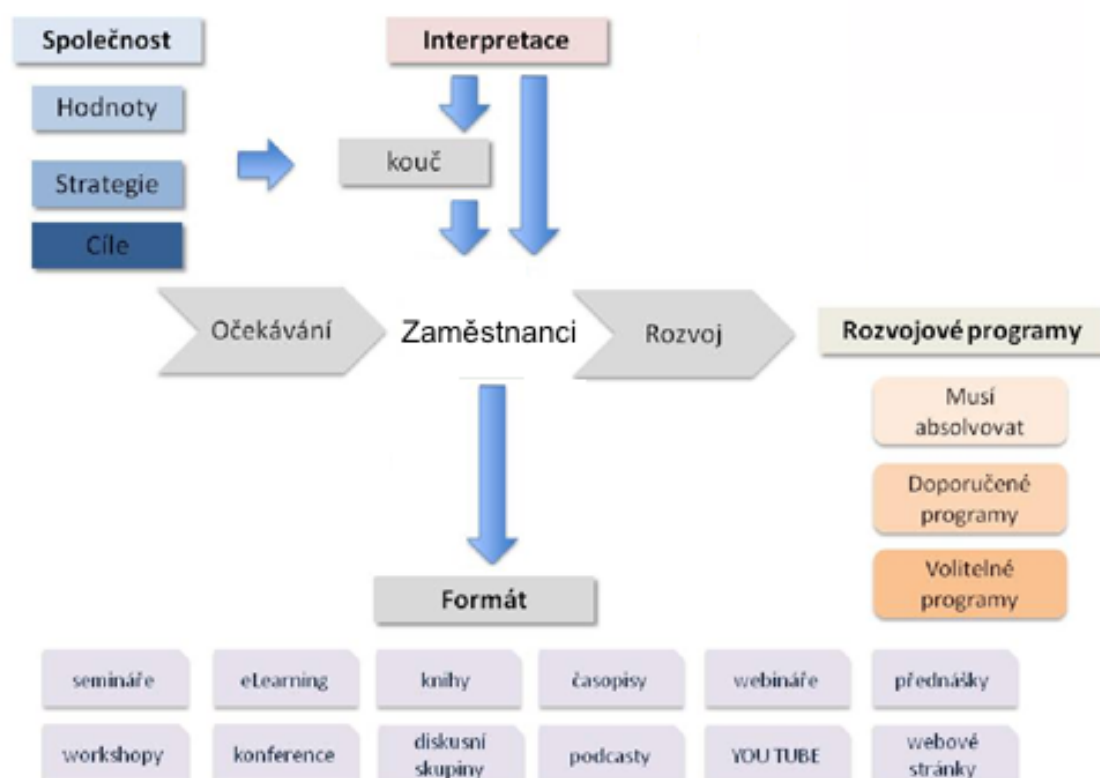 Společnost
Interpretace
Hodnoty
kouč
Strategie
Cíle
Očekávání
Zaměstnanci
Rozvoj
Rozvojové programy
Musí
absolvovat
Doporučené
programy
Volitelné
programy
Formát
semináře
eLearning
knihy
časopisy
webináře
přednášky
workshopy
konference
diskusní
skupiny
podcasty
YOU TUBE
webové
stránky